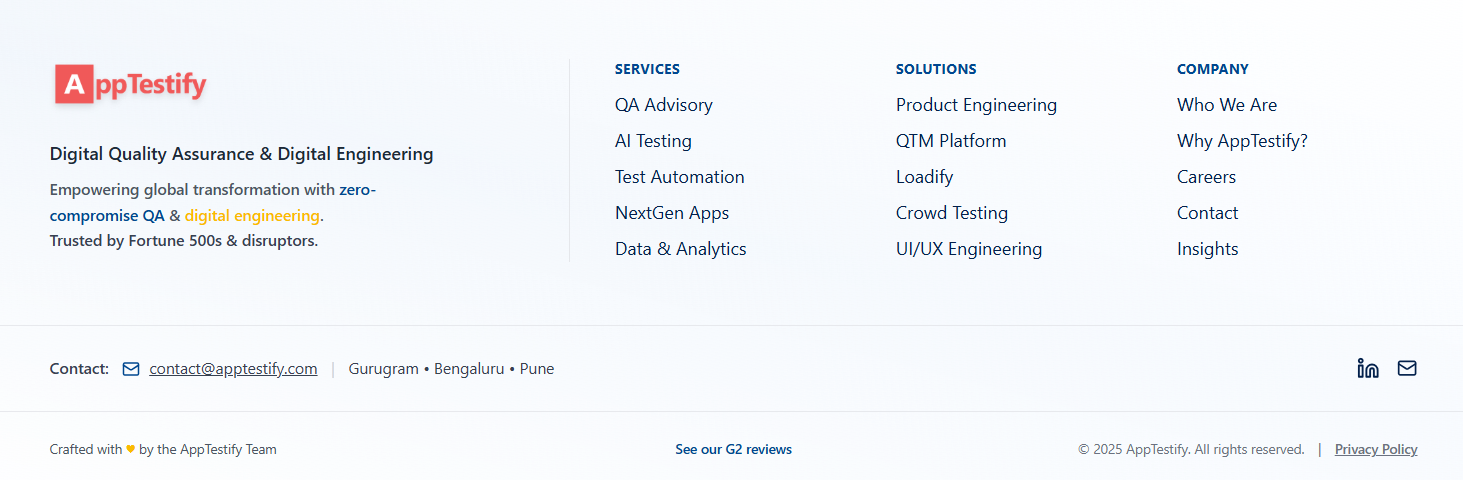 AppTestify
Digital Quality Assurance & Digital Engineering
Empowering global transformation with zero-
compromise QA & digital engineering.
Trusted by Fortune 500s & disruptors.
SERVICES
QA Advisory
AI Testing
Test Automation
NextGen Apps
Data & Analytics
SOLUTIONS
Product Engineering
QTM Platform
Loadify
Crowd Testing
UI/UX Engineering
COMPANY
Who We Are
Why AppTestify?
Careers
Contact
Insights
Contact: contact@apptestify.com | Gurugram • Bengaluru • Pune
in
Crafted with ♥ by the AppTestify Team
See our G2 reviews
© 2025 AppTestify. All rights reserved. | Privacy Policy